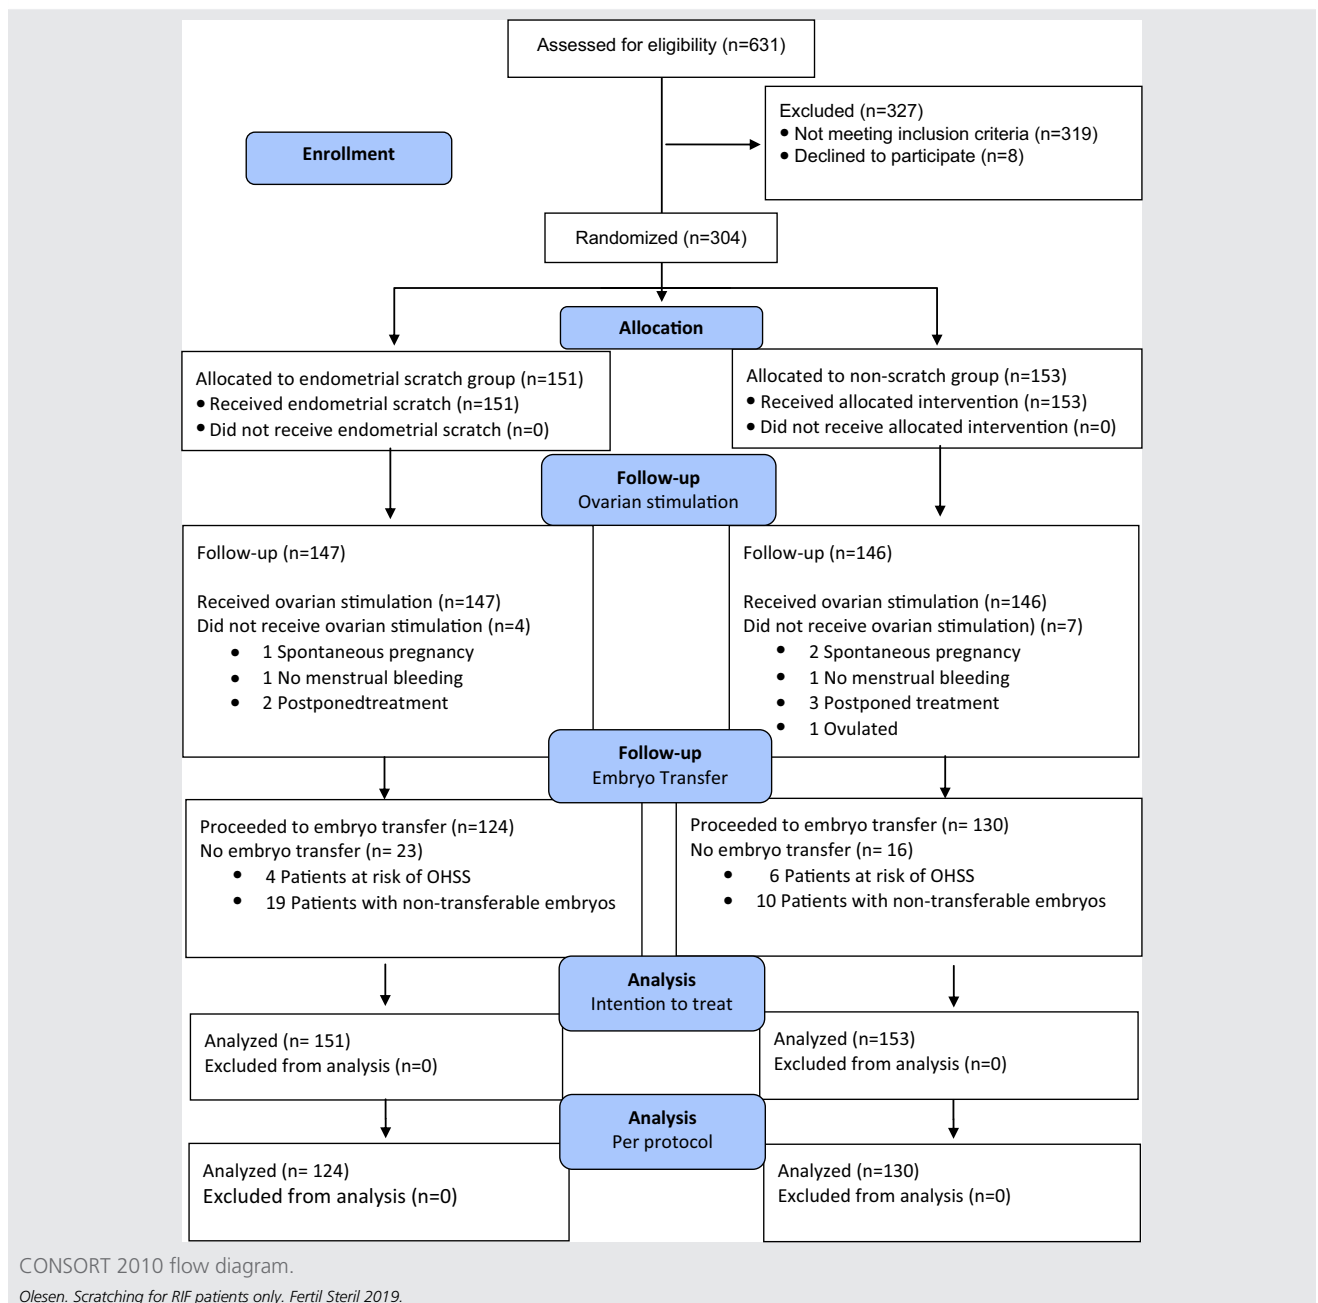 Assessed for eligibility (n=631)
Excluded (n=327)
• Not meeting inclusion criteria (n=319)
• Declined to participate (n=8)
Enrollment
Randomized (n=304)
Allocation
Allocated to endometrial scratch group (n=151)
• Received endometrial scratch (n=151)
• Did not receive endometrial scratch (n=0)
Allocated to non-scratch group (n=153)
• Received allocated intervention (n=153)
• Did not receive allocated intervention (n=0)
Follow-up
Ovarian stimulation
Follow-up (n=147)
Received ovarian stimulation (n=147)
Did not receive ovarian stimulation (n=4)
• 1 Spontaneous pregnancy
• 1 No menstrual bleeding
• 2 Postponedtreatment
Follow-up (n=146)
Received ovarian stimulation (n=146)
Did not receive ovarian stimulation) (n=7)
• 2 Spontaneous pregnancy
• 1 No menstrual bleeding
• 3 Postponed treatment
• 1 Ovulated
Follow-up
Embryo Transfer
Proceeded to embryo transfer (n=124)
No embryo transfer (n= 23)
• 4 Patients at risk of OHSS
• 19 Patients with non-transferable embryos
Proceeded to embryo transfer (n= 130)
No embryo transfer (n= 16)
• 6 Patients at risk of OHSS
• 10 Patients with non-transferable embryos
Analysis
Intention to treat
Analyzed (n= 151)
Excluded from analysis (n=0)
Analyzed (n=153)
Excluded from analysis (n=0)
Analysis
Per protocol
Analyzed (n= 124)
Excluded from analysis (n=0)
Analyzed (n=130)
Excluded from analysis (n=0)
CONSORT 2010 flow diagram.
Olesen. Scratching for RIF patients only. Fertil Steril 2019.